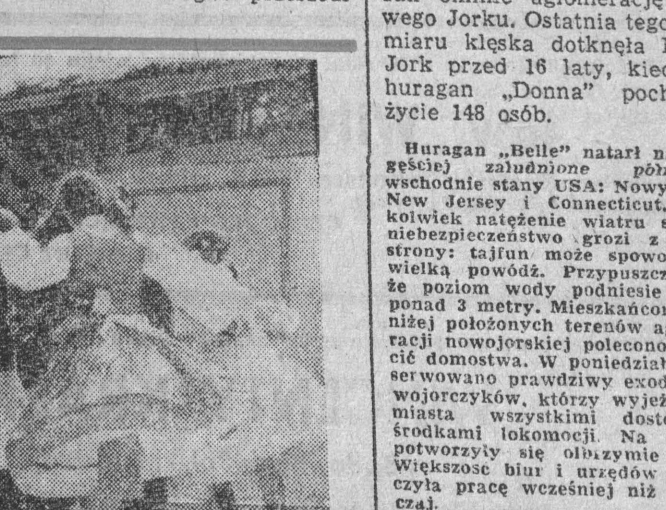 aglomerację
wego Jorku. Ostatnia tego
miaru klęska dotknęła
Jork przed 16 laty, kied
huragan „Donna” poch
życie 148 osób.
Huragan „Belle” natarł n
gęściej zaludnione półn
wschodnie stany USA: Nowy
New Jersey i Connecticut.
kolwiek natężenie wiatru s
niebezpieczeństwo grozi z
strony: tajfun może spowo
wielką powódź. Przypuszcz
że poziom wody podniesie
ponad 3 metry. Mieszkańcom
niżej położonych terenów a
racji nowojorskiej polecono
cić domostwa. W poniedział
serwowano prawdziwy exod
wojorczyków, którzy wyjeż
miasta wszystkimi dost
środkami lokomocji. Na
potworzyły się olbrzymie
Większość biur i urzędów
czyła pracę wcześniej niż
czaj.